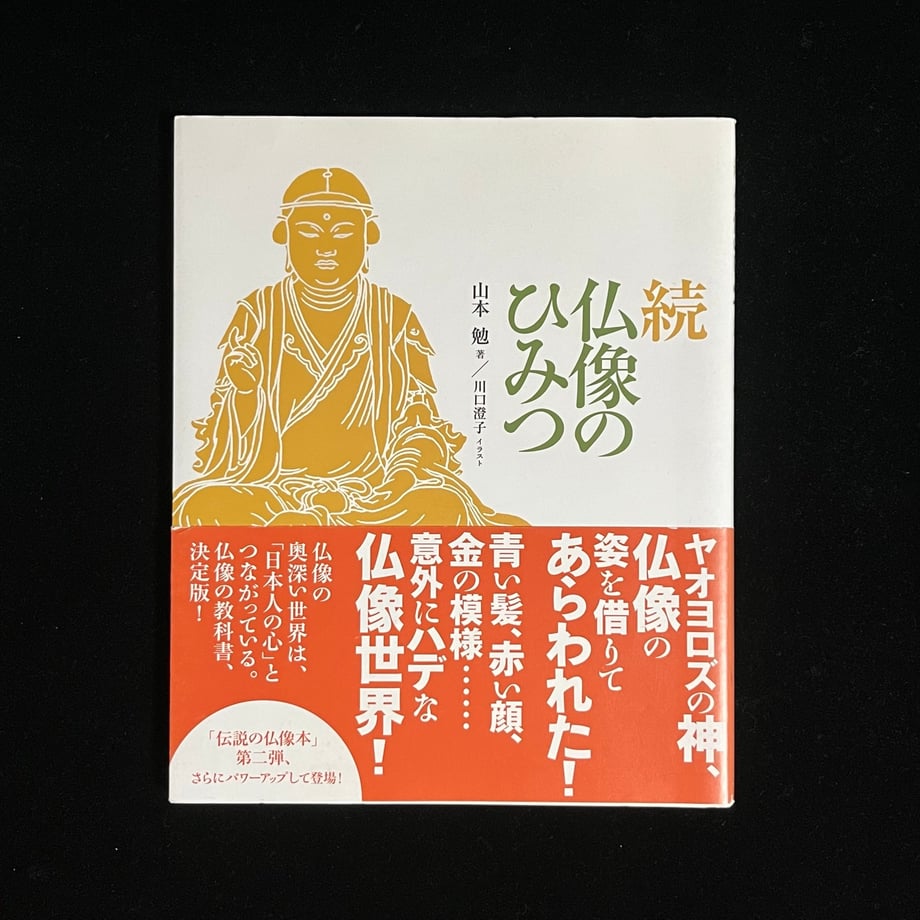 続
仏像の
ひみつ
山本 勉 著／川口澄子 イラスト
ヤオヨロズの神、
仏像の
姿を借りて
あらわれた！
青い髪、赤い顔、
金の模様……
意外にハデな
仏像世界！
仏像の
奥深い世界は、
「日本人の心」と
つながっている。
仏像の教科書、
決定版！
「伝説の仏像本」
第二弾、
さらにパワーアップして登場！